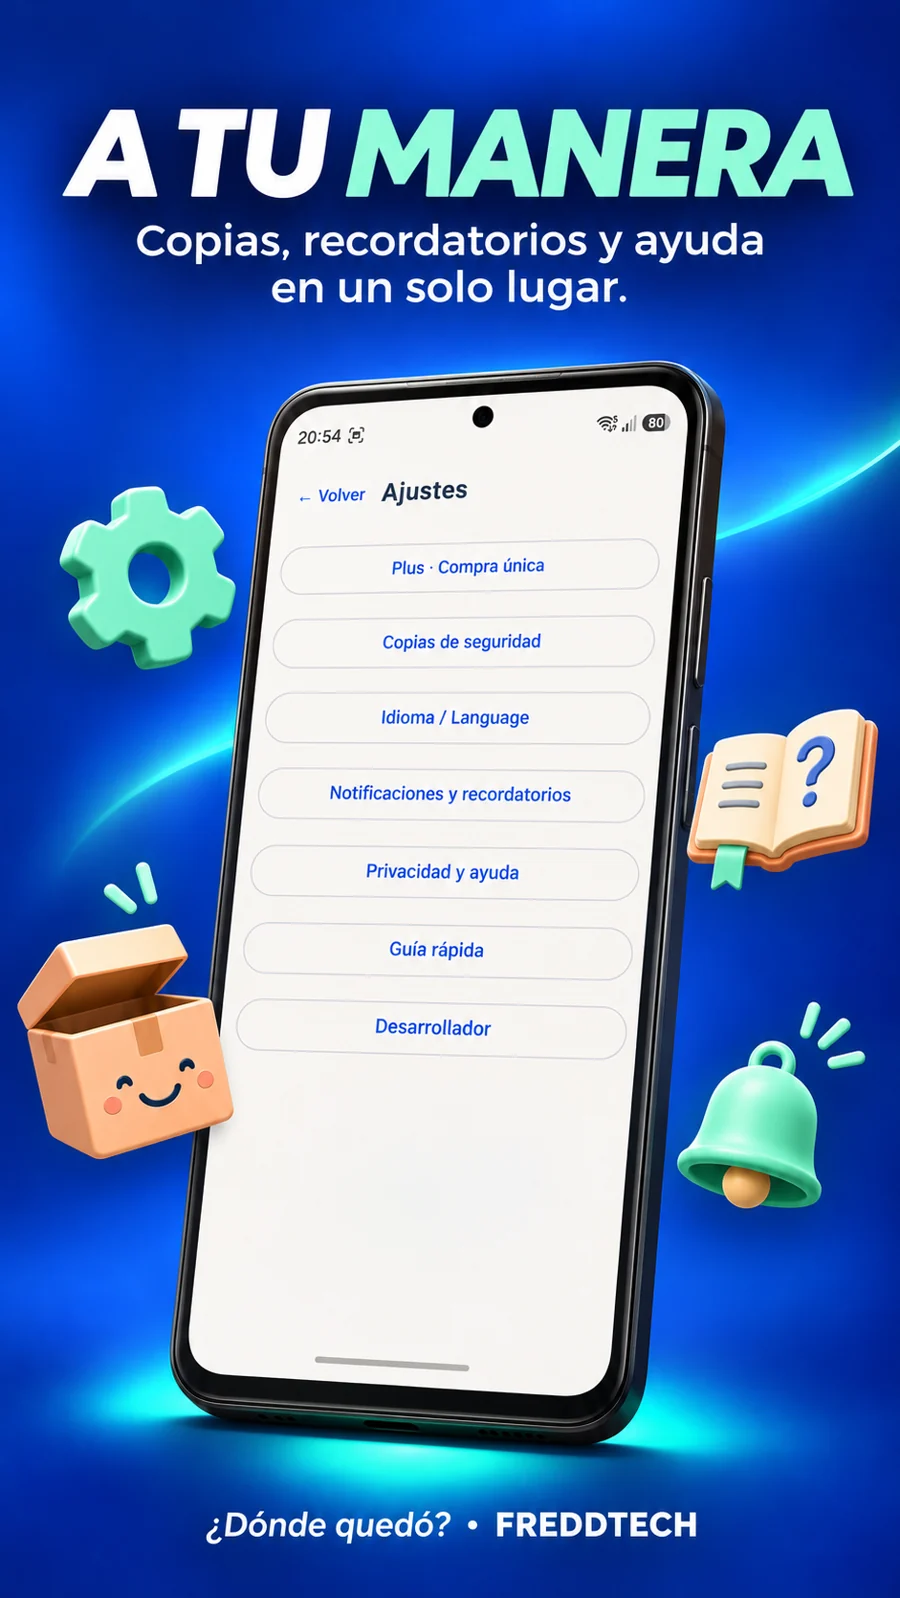 A TU MANERA
Copias, recordatorios y ayuda
en un solo lugar.
20:54
80
← Volver Ajustes
Plus · Compra única
Copias de seguridad
Idioma / Language
Notificaciones y recordatorios
Privacidad y ayuda
Guía rápida
Desarrollador
?
¿Dónde quedó? • FREDDTECH